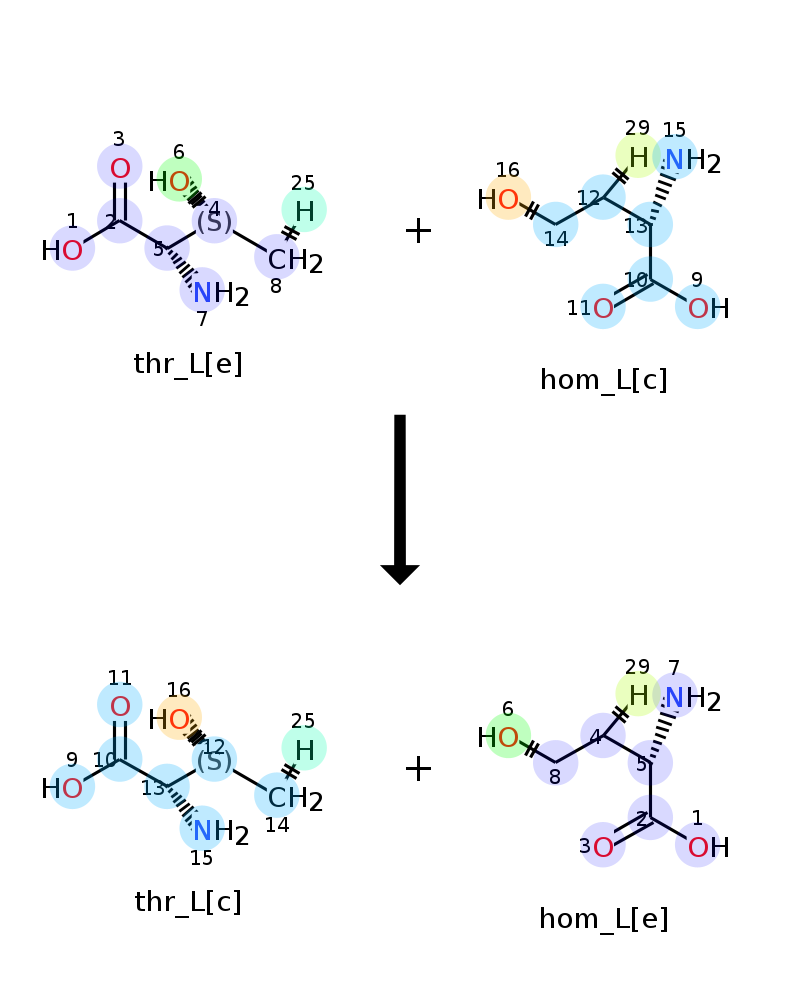 3 6 25 29 15
O HO H H NH2
16
HO
1 2 4 (S) 12 13
HO 5 CH2 14
+
NH2 8 10 9
7 11 O OH
thr_L[e] hom_L[c]
11 16 25 29 7
O HO H H NH2
6
HO
9 10 12 (S) 4 5
HO 13 CH2 8
+
NH2 14 2 1
15 3 O OH
thr_L[c] hom_L[e]